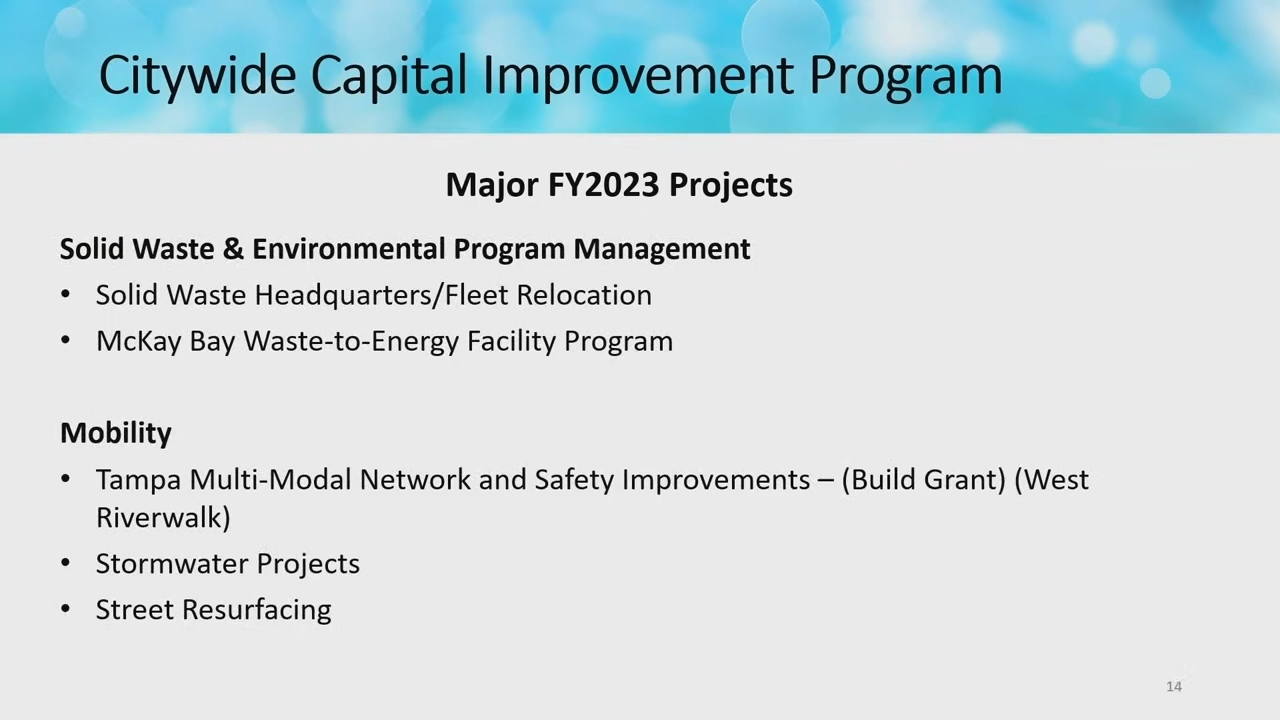 Citywide Capital Improvement Program
Major FY2023 Projects
Solid Waste & Environmental Program Management
• Solid Waste Headquarters/Fleet Relocation
• McKay Bay Waste-to-Energy Facility Program
Mobility
• Tampa Multi-Modal Network and Safety Improvements – (Build Grant) (West
Riverwalk)
• Stormwater Projects
• Street Resurfacing
14